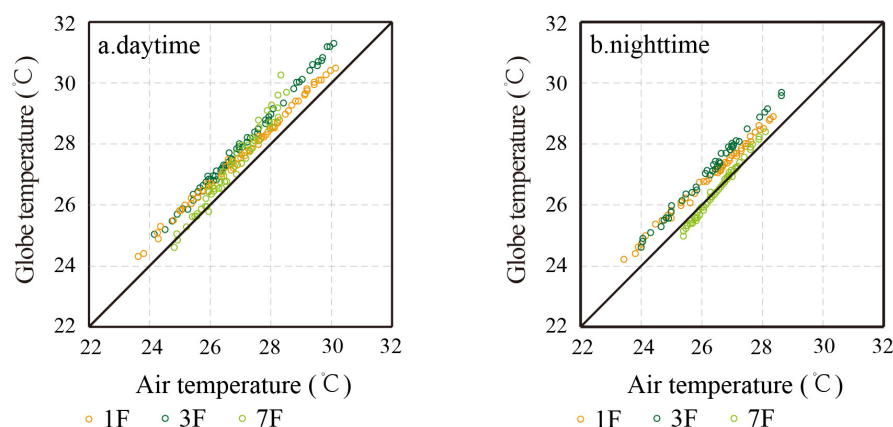 a.daytime
Globe temperature (℃)
32
30
28
26
24
22
22 24 26 28 30 32
Air temperature (℃)
1F 3F 7F
b.nighttime
Globe temperature (℃)
32
30
28
26
24
22
22 24 26 28 30 32
Air temperature (℃)
1F 3F 7F